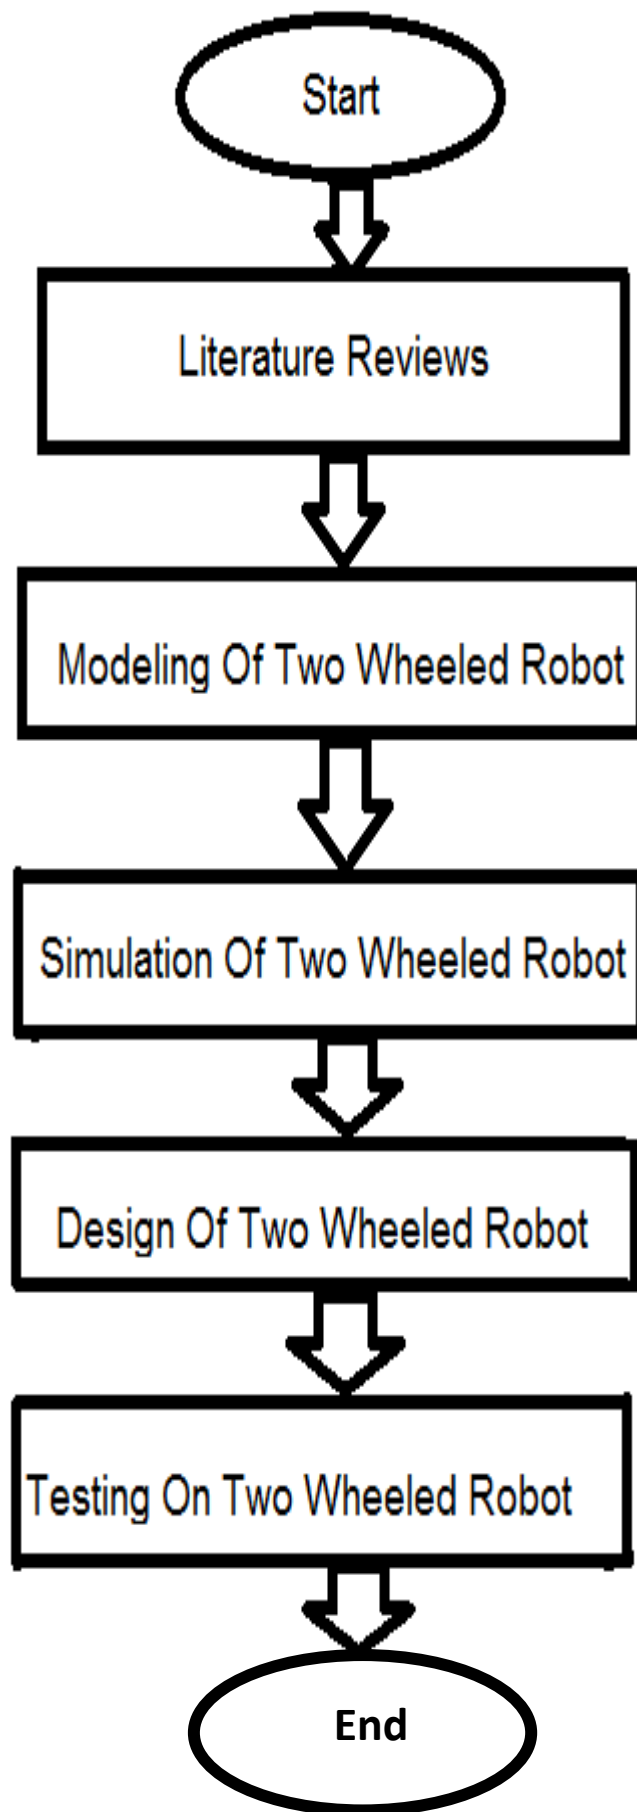 Start
Literature Reviews
Modeling Of Two Wheeled Robot
Simulation Of Two Wheeled Robot
Design Of Two Wheeled Robot
Testing On Two Wheeled Robot
End